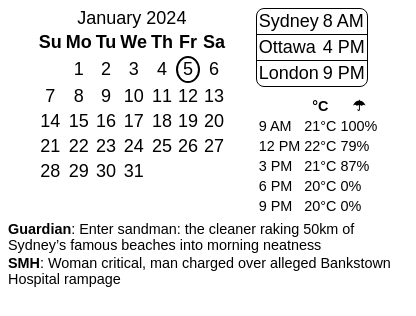 January 2024
Su Mo Tu We Th Fr Sa
1 2 3 4 5 6
7 8 9 10 11 12 13
14 15 16 17 18 19 20
21 22 23 24 25 26 27
28 29 30 31
Sydney 8 AM
Ottawa 4 PM
London 9 PM
°C ☂
9 AM 21°C 100%
12 PM 22°C 79%
3 PM 21°C 87%
6 PM 20°C 0%
9 PM 20°C 0%
Guardian: Enter sandman: the cleaner raking 50km of
Sydney’s famous beaches into morning neatness
SMH: Woman critical, man charged over alleged Bankstown
Hospital rampage